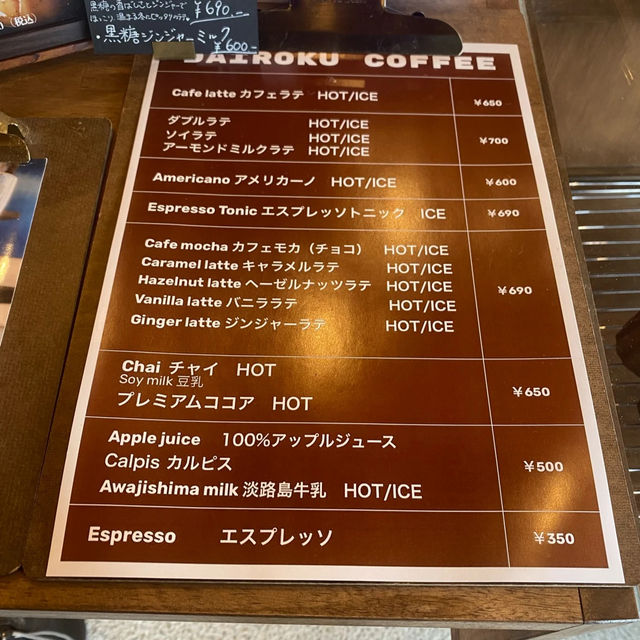 (税込)
¥690.-
・黒糖ジンジャーミルク
¥600-
DAIROKU COFFEE
Cafe latte カフェラテ HOT/ICE ¥650
ダブルラテ HOT/ICE
ソイラテ HOT/ICE ¥700
アーモンドミルクラテ HOT/ICE
Americano アメリカーノ HOT/ICE ¥600
Espresso Tonic エスプレッソトニック ICE ¥690
Cafe mocha カフェモカ（チョコ） HOT/ICE
Caramel latte キャラメルラテ HOT/ICE
Hazelnut latte ヘーゼルナッツラテ HOT/ICE ¥690
Vanilla latte バニララテ HOT/ICE
Ginger latte ジンジャーラテ HOT/ICE
Chai チャイ HOT
Soy milk 豆乳 ¥650
プレミアムココア HOT
Apple juice 100%アップルジュース
Calpis カルピス ¥500
Awajishima milk 淡路島牛乳 HOT/ICE
Espresso エスプレッソ ¥350